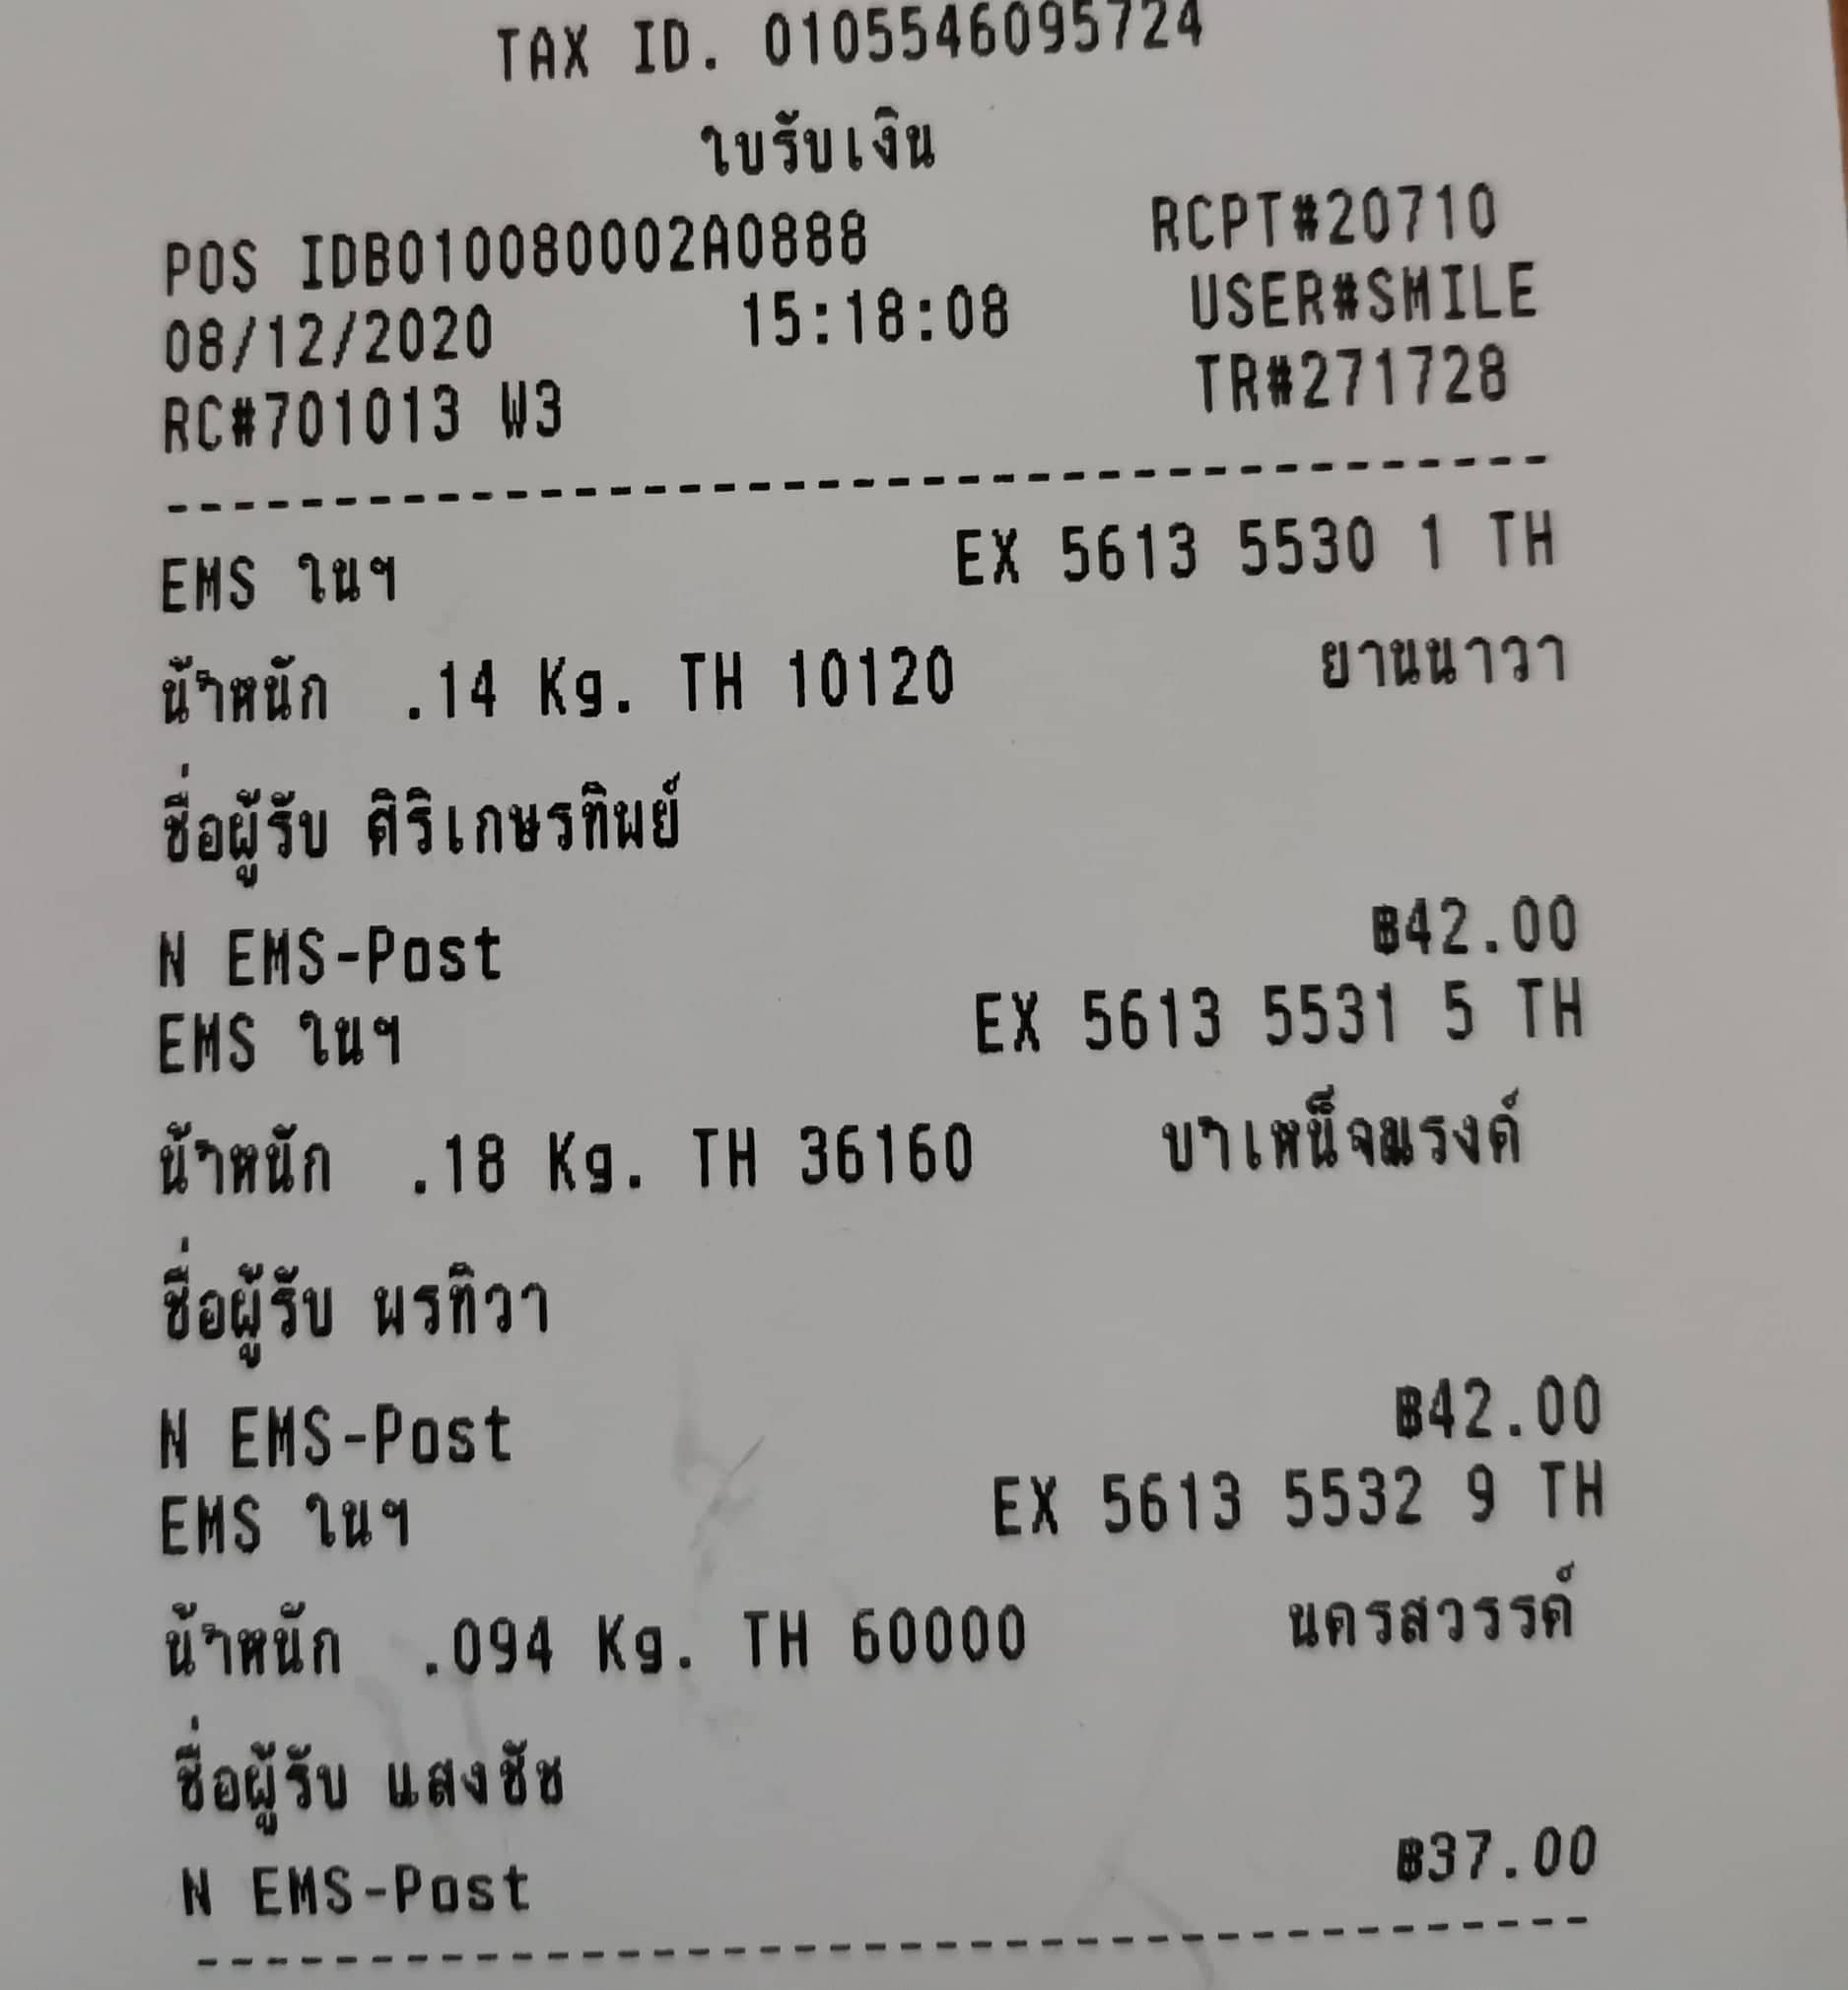 TAX ID. 0105546095724
ใบรับเงิน
POS IDB010080002A0888 RCPT#20710
08/12/2020 15:18:08 USER#SMILE
RC#701013 W3 TR#271728
EMS ในฯ EX 5613 5530 1 TH
น้ำหนัก .14 Kg. TH 10120 ยานนาวา
ชื่อผู้รับ ศิริเกษรทิพย์
N EMS-Post ฿42.00
EMS ในฯ EX 5613 5531 5 TH
น้ำหนัก .18 Kg. TH 36160 บำเหน็จณรงค์
ชื่อผู้รับ พรทิวา
N EMS-Post ฿42.00
EMS ในฯ EX 5613 5532 9 TH
น้ำหนัก .094 Kg. TH 60000 นครสวรรค์
ชื่อผู้รับ แสงชัช
N EMS-Post ฿37.00